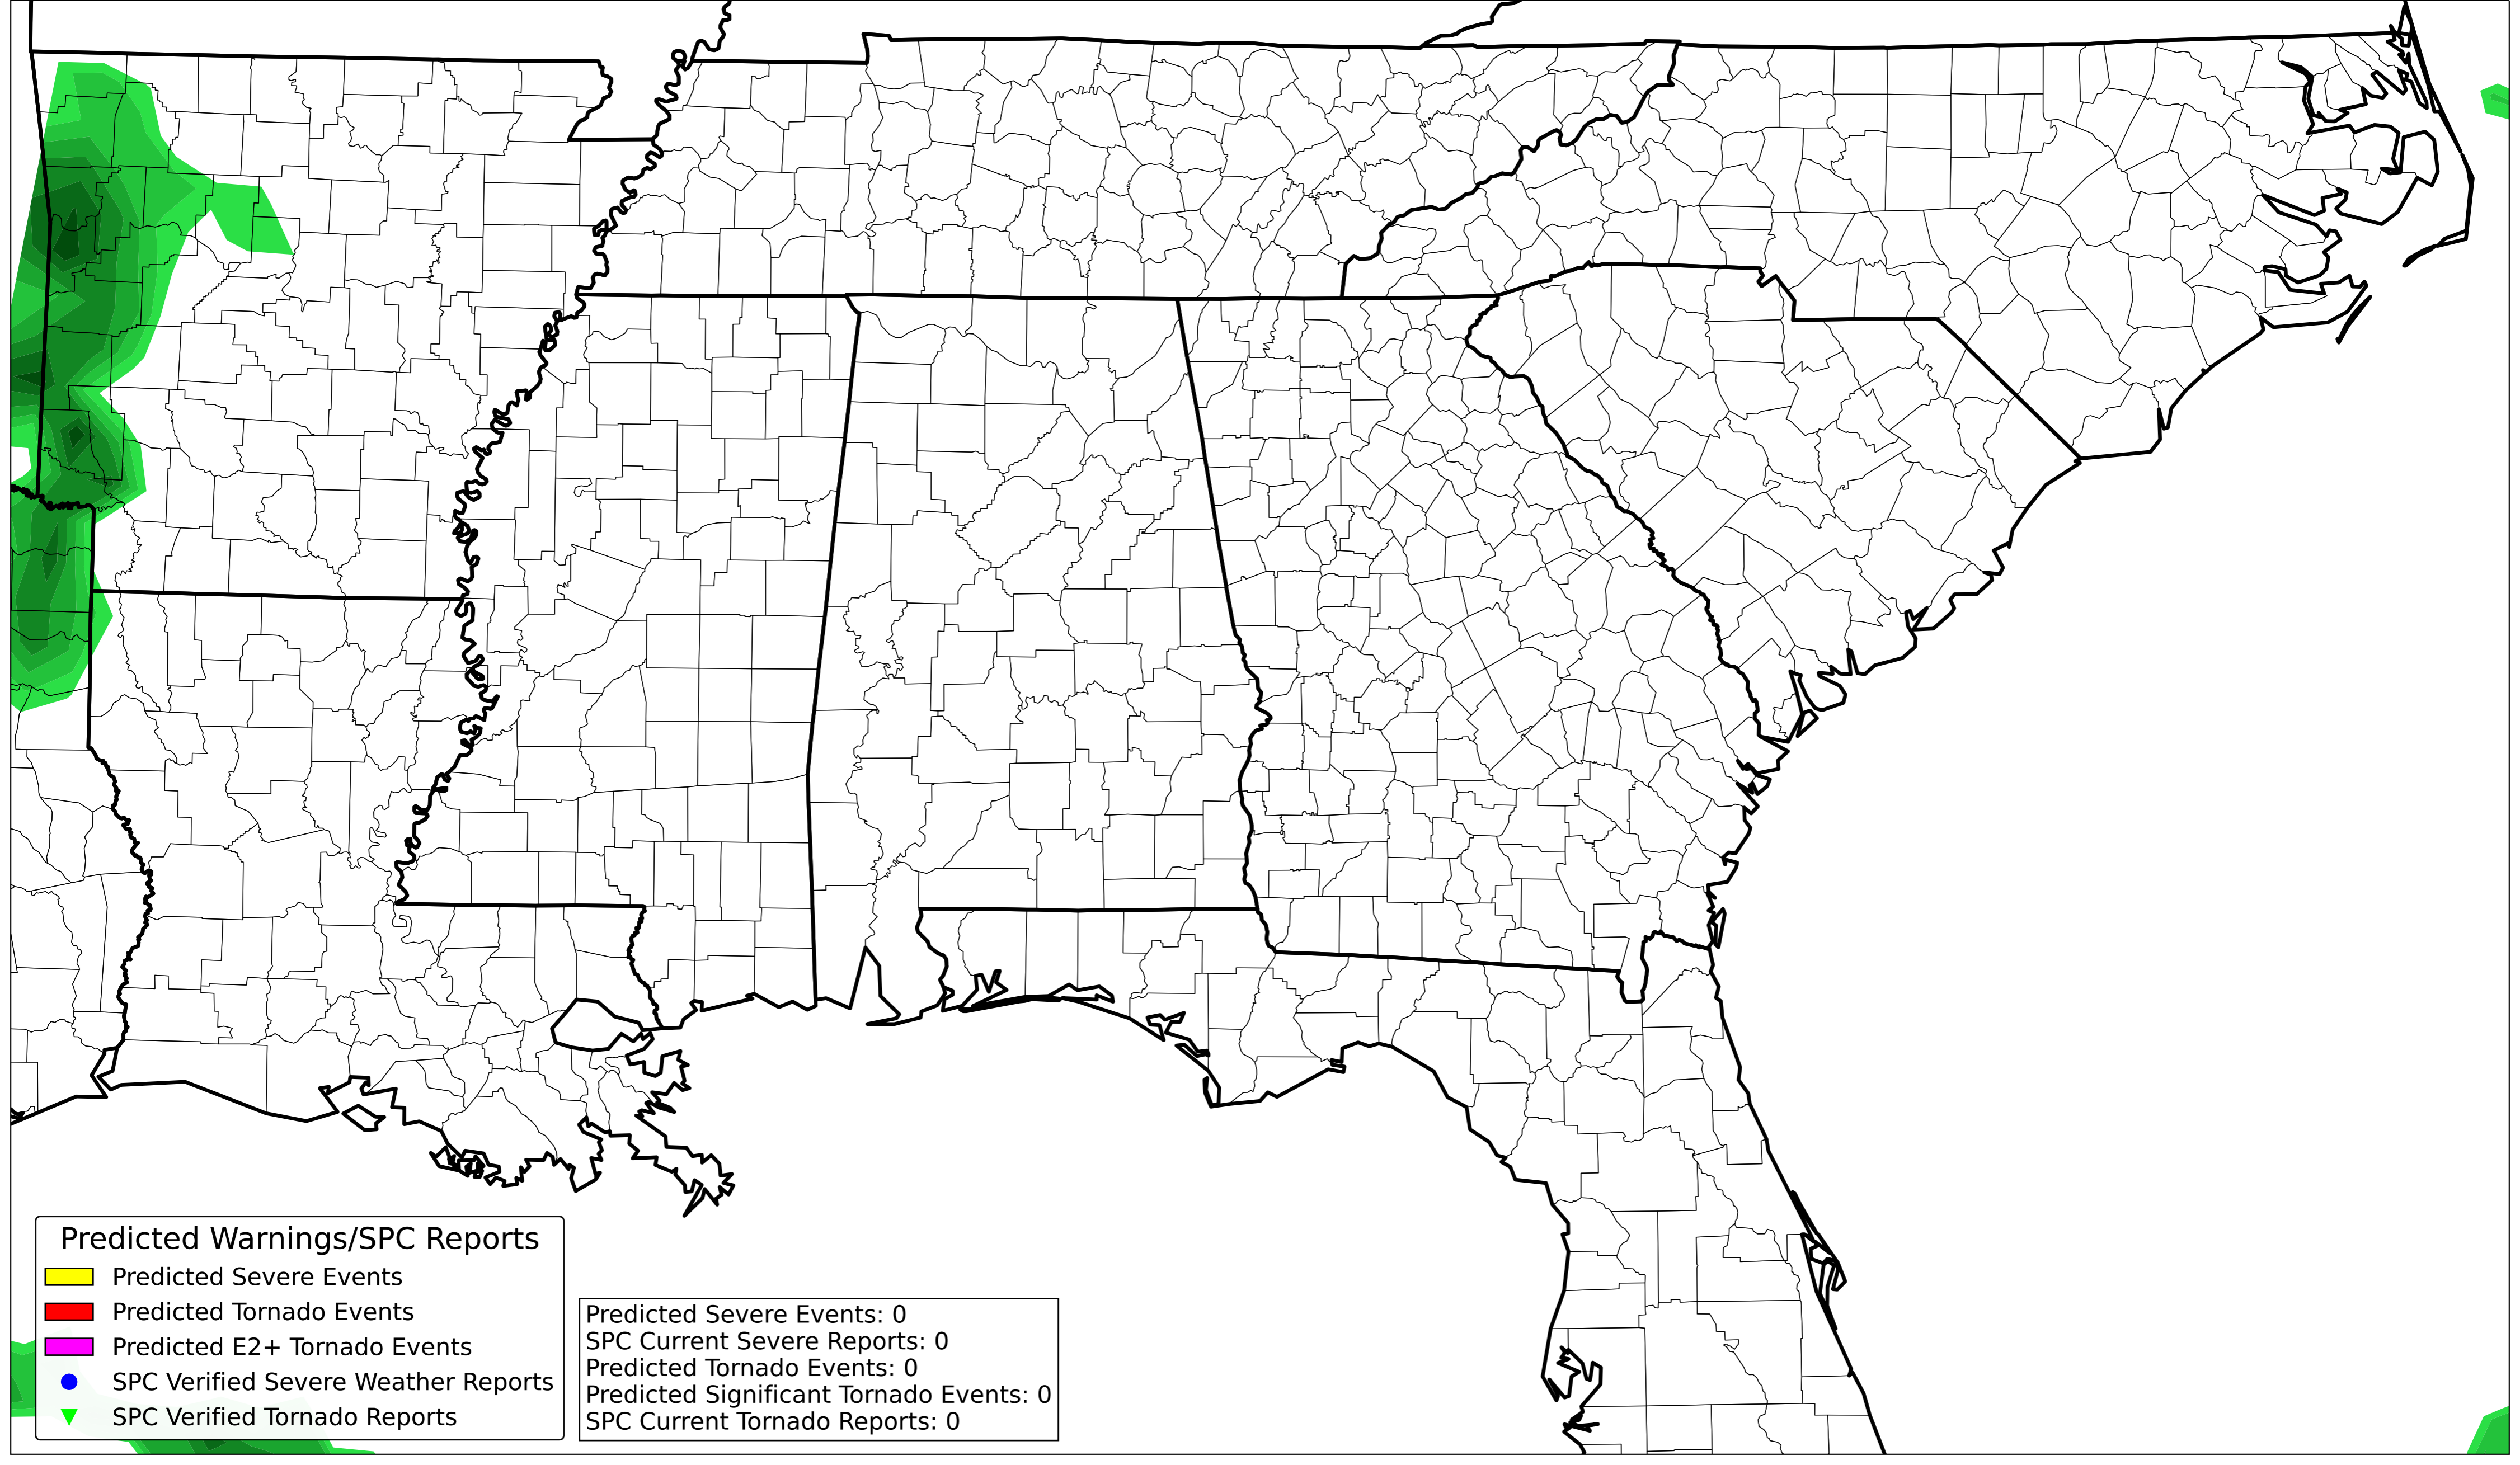 Predicted Warnings/SPC Reports
Predicted Severe Events
Predicted Tornado Events
Predicted E2+ Tornado Events
SPC Verified Severe Weather Reports
SPC Verified Tornado Reports
Predicted Severe Events: 0
SPC Current Severe Reports: 0
Predicted Tornado Events: 0
Predicted Significant Tornado Events: 0
SPC Current Tornado Reports: 0